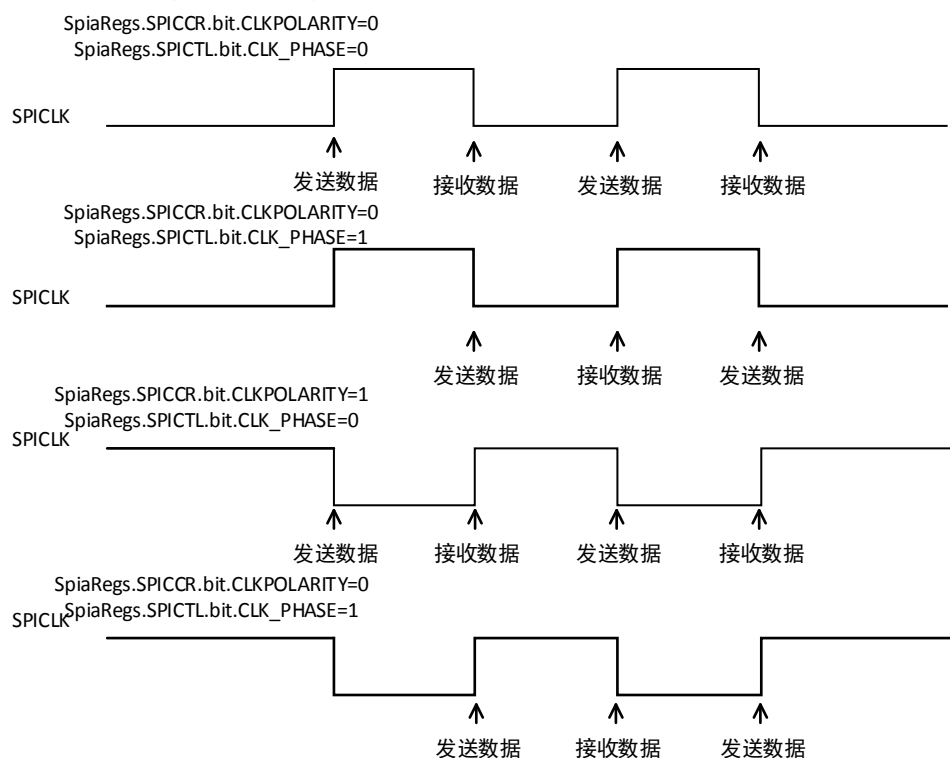 SpiaRegs.SPICCR.bit.CLKPOLARITY=0
SpiaRegs.SPICTL.bit.CLK_PHASE=0
SPICLK
发送数据 接收数据 发送数据 接收数据
SpiaRegs.SPICCR.bit.CLKPOLARITY=0
SpiaRegs.SPICTL.bit.CLK_PHASE=1
SPICLK
发送数据 接收数据 发送数据
SpiaRegs.SPICCR.bit.CLKPOLARITY=1
SpiaRegs.SPICTL.bit.CLK_PHASE=0
SPICLK
发送数据 接收数据 发送数据 接收数据
SpiaRegs.SPICCR.bit.CLKPOLARITY=0
SpiaRegs.SPICTL.bit.CLK_PHASE=1
SPICLK
发送数据 接收数据 发送数据